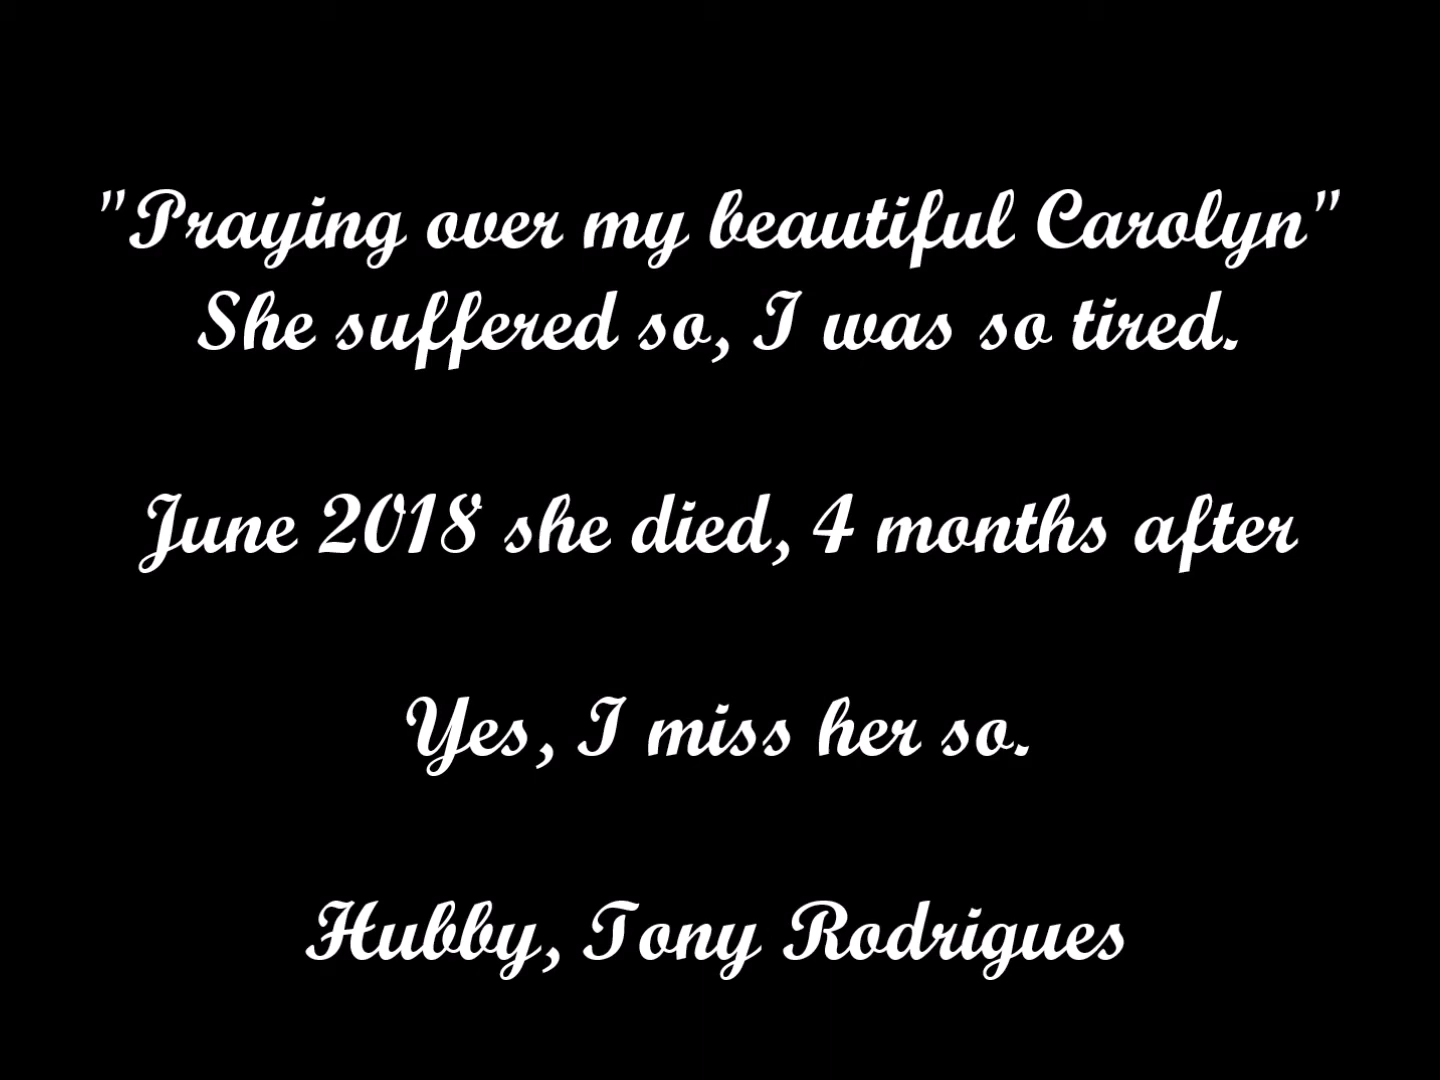 "Praying over my beautiful Carolyn"
She suffered so, I was so tired.
June 2018 she died, 4 months after
Yes, I miss her so.
Hubby, Tony Rodrigues